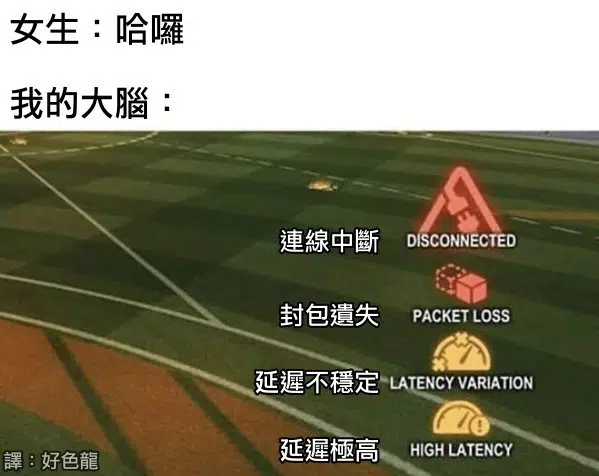 女生：哈囉
我的大腦：
連線中斷 DISCONNECTED
封包遺失 PACKET LOSS
延遲不穩定 LATENCY VARIATION
延遲極高 HIGH LATENCY
譯：好色龍